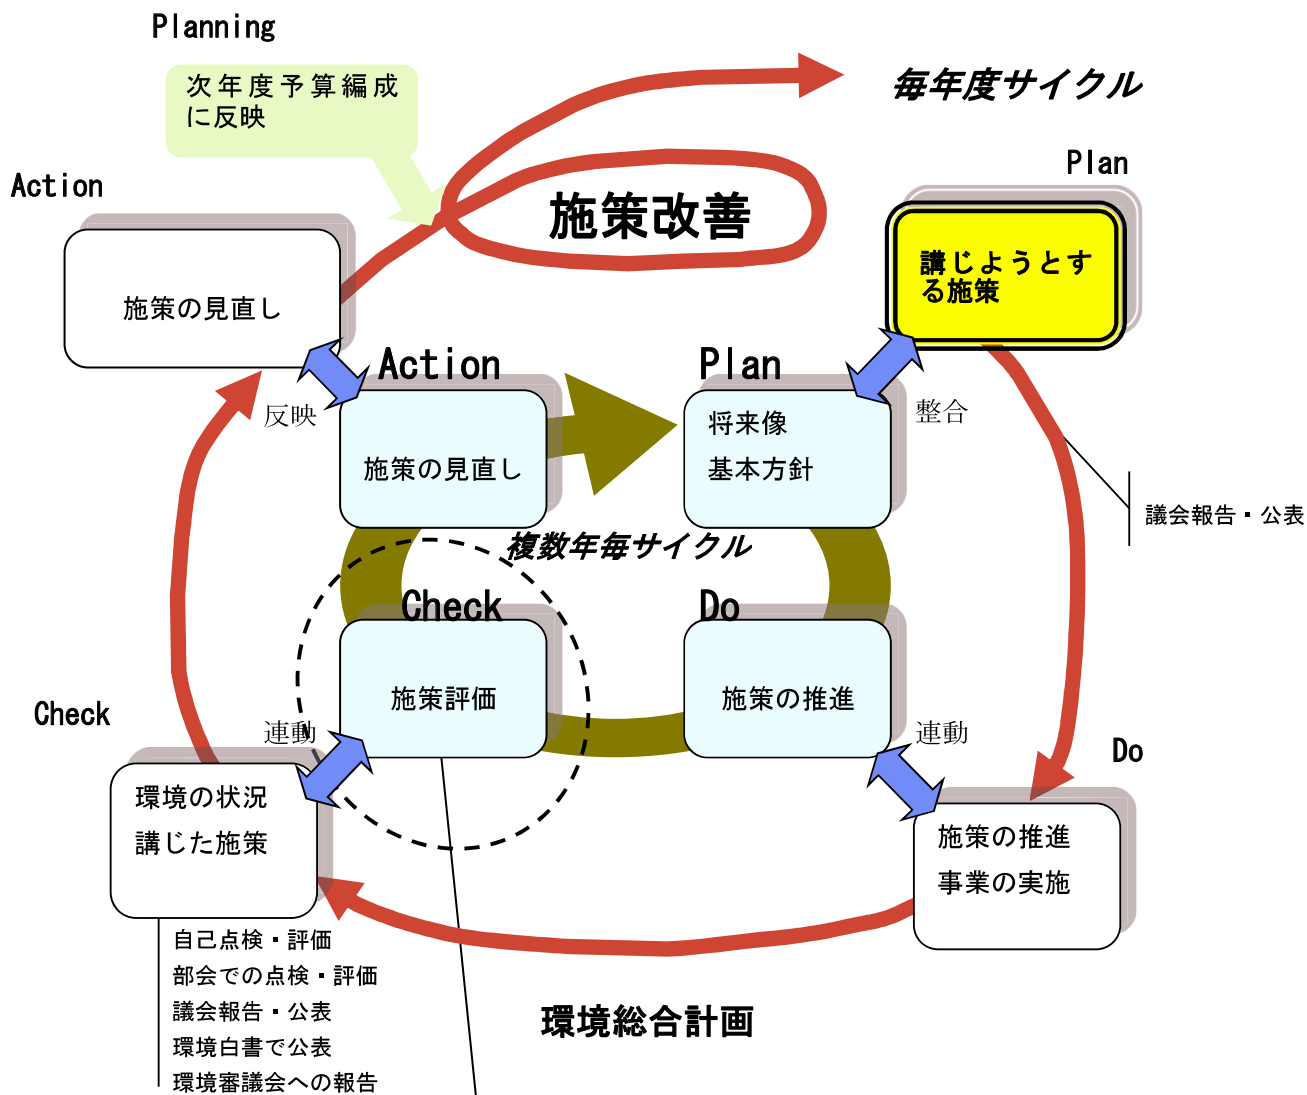 Planning
次年度予算編成
に反映
毎年度サイクル
Plan
Action
施策改善
講じようとす
る施策
施策の見直し
Action
Plan
反映
整合
将来像
基本方針
施策の見直し
議会報告・公表
複数年毎サイクル
Check
Do
施策評価
施策の推進
Check
連動
連動
Do
環境の状況
講じた施策
施策の推進
事業の実施
自己点検・評価
部会での点検・評価
議会報告・公表
環境白書で公表
環境審議会への報告
環境総合計画